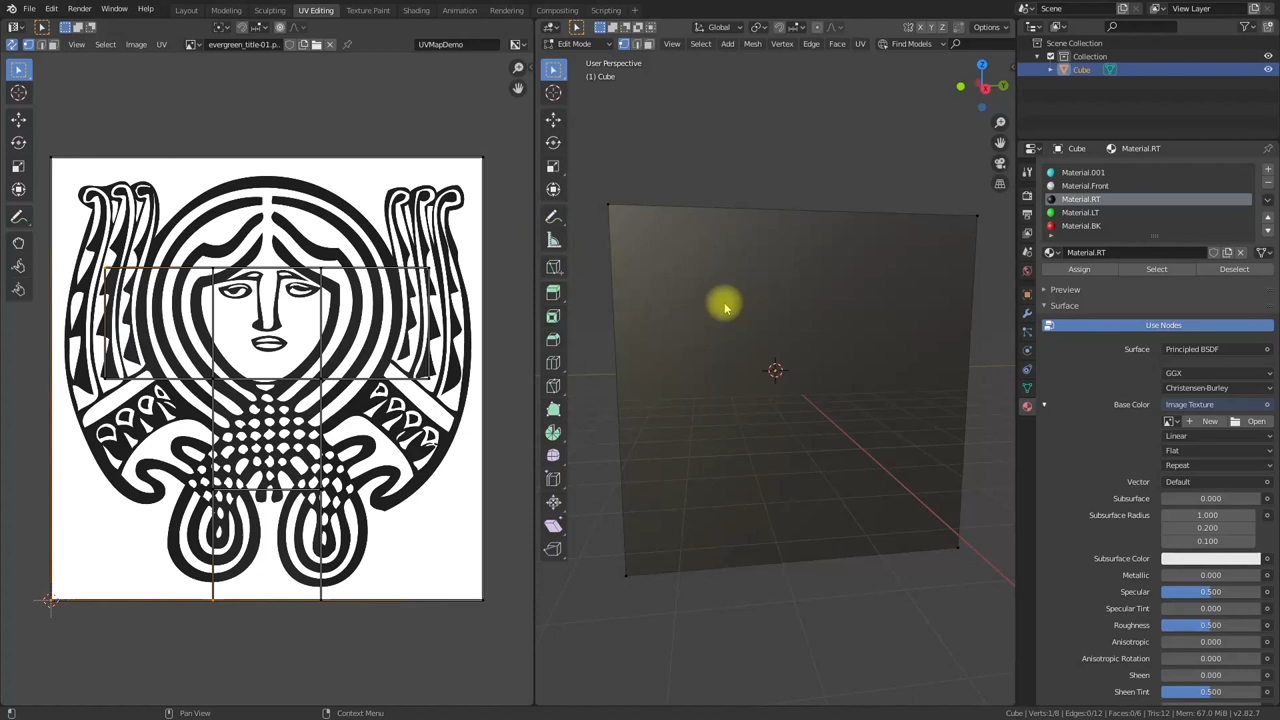 File Edit Render Window Help Layout Modeling Sculpting UV Editing Texture Paint Shading Animation Rendering Compositing Scripting Scene View Layer
Global Options
View Select Image UV evergreen_title-01.p.. UVMapDemo Edit Mode View Select Add Mesh Vertex Edge Face UV Find Models X Y Z
Scene Collection
Collection
Cube
User Perspective
(1) Cube
Z
Y
X
Cube Material.RT
Material.001
Material.Front
Material.RT
Material.LT
Material.BK
Material.RT
Assign Select Deselect
Preview
Surface
Use Nodes
Surface Principled BSDF
GGX
Christensen-Burley
Base Color Image Texture
New Open
Linear
Flat
Repeat
Vector Default
Subsurface 0.000
Subsurface Radius 1.000
0.200
0.100
Subsurface Color
Metallic 0.000
Specular 0.500
Specular Tint 0.000
Roughness 0.500
Anisotropic 0.000
Anisotropic Rotation 0.000
Sheen 0.000
Sheen Tint 0.500
Pan View Context Menu Cube | Verts:1/8 | Edges:0/12 | Faces:0/6 | Tris:12 | Mem: 67.0 MiB | v2.82.7